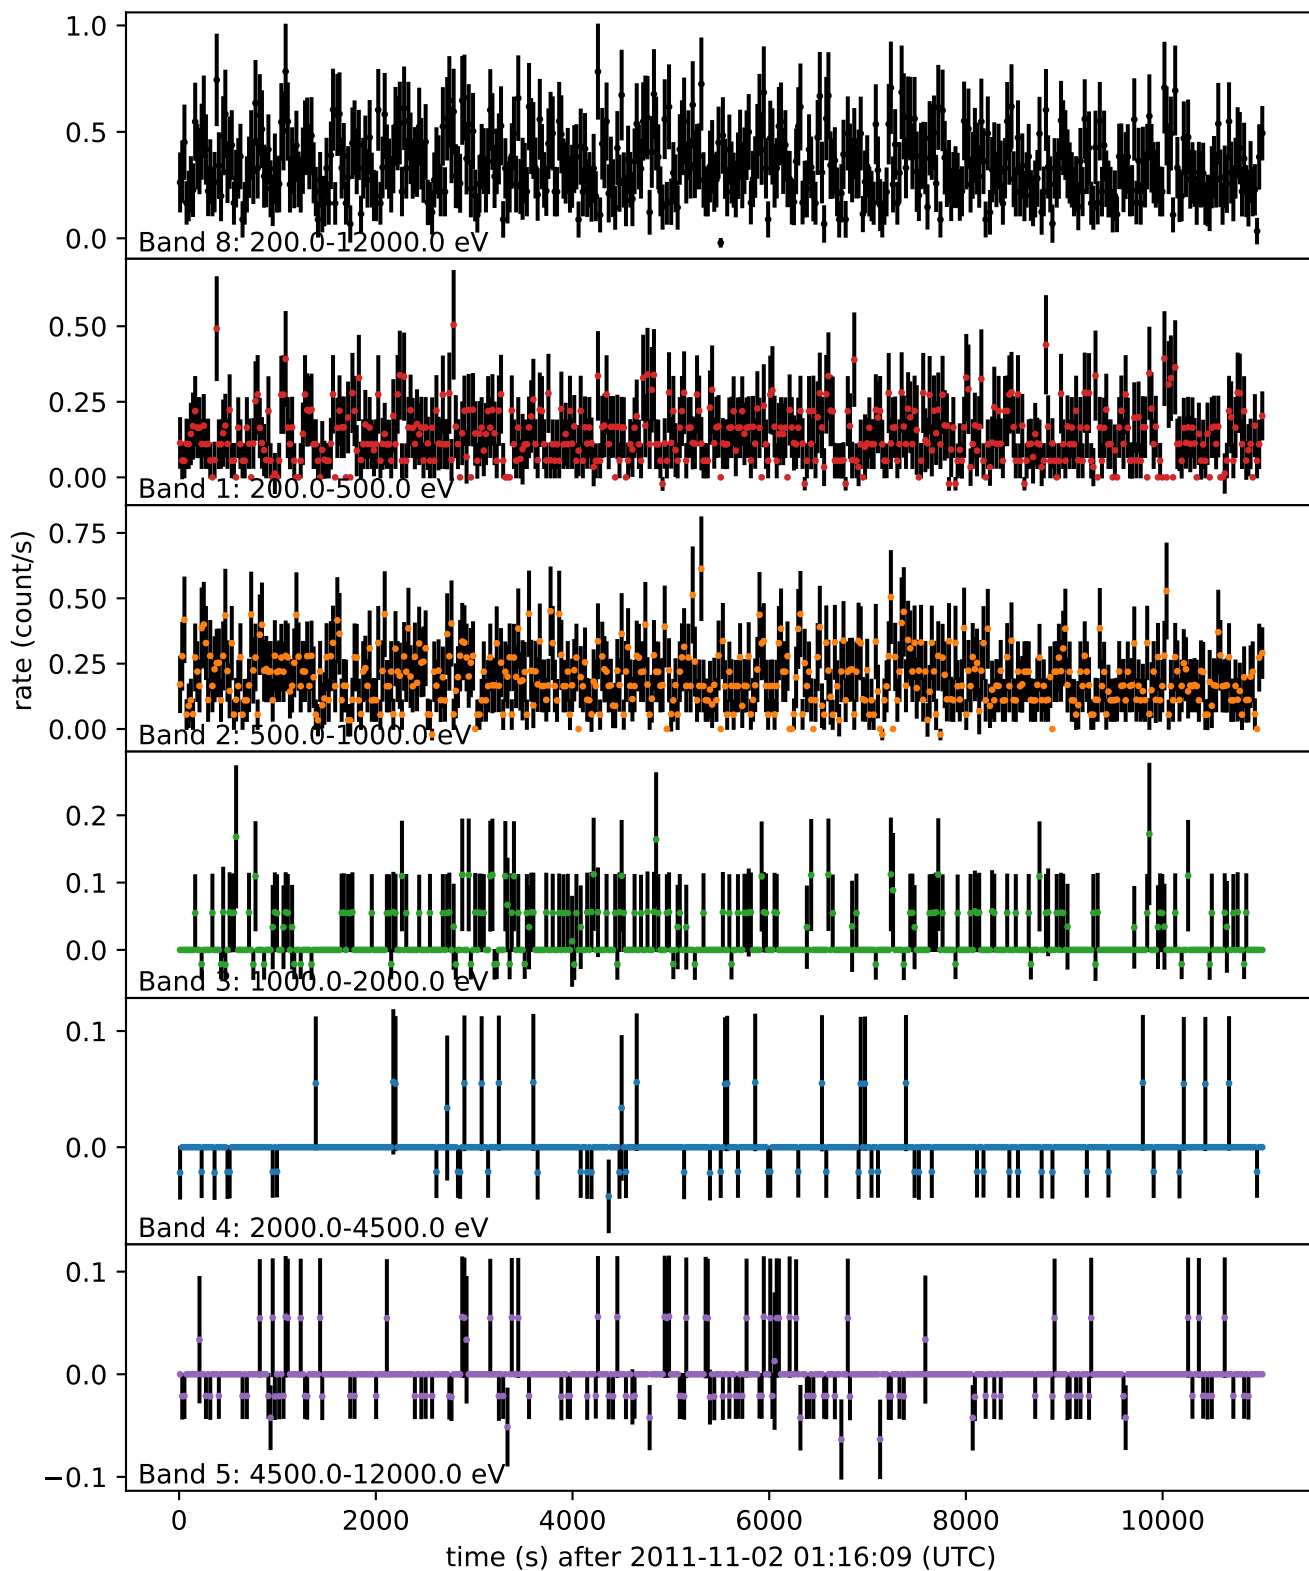 1.0
0.5
0.0
Band 8: 200.0-12000.0 eV
0.50
0.25
0.00
Band 1: 200.0-500.0 eV
rate (count/s)
0.75
0.50
0.25
0.00
Band 2: 500.0-1000.0 eV
0.2
0.1
0.0
Band 3: 1000.0-2000.0 eV
0.1
0.0
Band 4: 2000.0-4500.0 eV
0.1
0.0
−0.1
Band 5: 4500.0-12000.0 eV
0 2000 4000 6000 8000 10000
time (s) after 2011-11-02 01:16:09 (UTC)